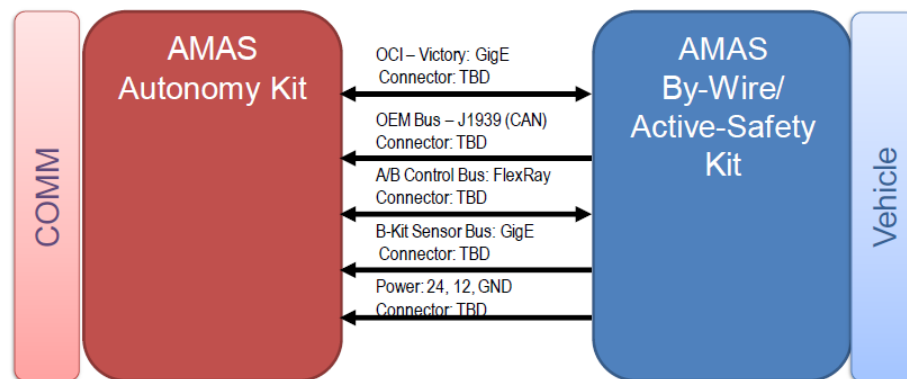 COMM
AMAS
Autonomy Kit
OCI – Victory: GigE
Connector: TBD
OEM Bus – J1939 (CAN)
Connector: TBD
A/B Control Bus: FlexRay
Connector: TBD
B-Kit Sensor Bus: GigE
Connector: TBD
Power: 24, 12, GND
Connector: TBD
AMAS
By-Wire/
Active-Safety
Kit
Vehicle